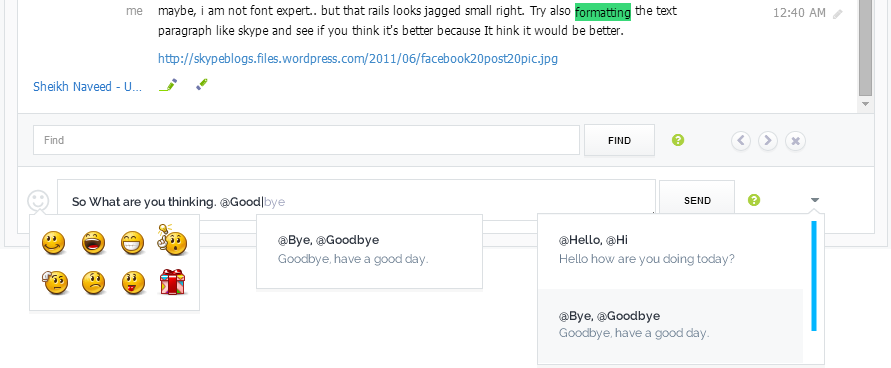 me maybe, i am not font expert.. but that rails looks jagged small right. Try also formatting the text 12:40 AM
paragraph like skype and see if you think it's better because It hink it would be better.
http://skypeblogs.files.wordpress.com/2011/06/facebook20post20pic.jpg
Sheikh Naveed - U...
Find FIND ?
So What are you thinking. @Good|bye SEND ?
@Bye, @Goodbye
Goodbye, have a good day.
@Hello, @Hi
Hello how are you doing today?
@Bye, @Goodbye
Goodbye, have a good day.